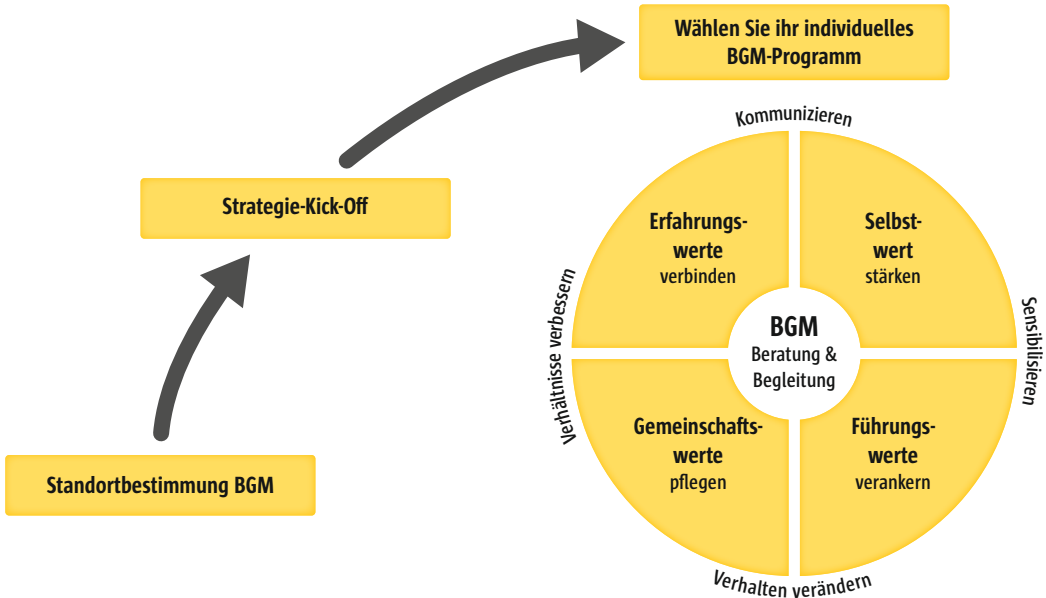 Wählen Sie ihr individuelles
BGM-Programm
Strategie-Kick-Off
Standortbestimmung BGM
Kommunizieren
Erfahrungs-
werte
verbinden
Selbst-
wert
stärken
Verhältnisse verbessern
BGM
Beratung &
Begleitung
Sensibilisieren
Gemeinschafts-
werte
pflegen
Führungs-
werte
verankern
Verhalten verändern